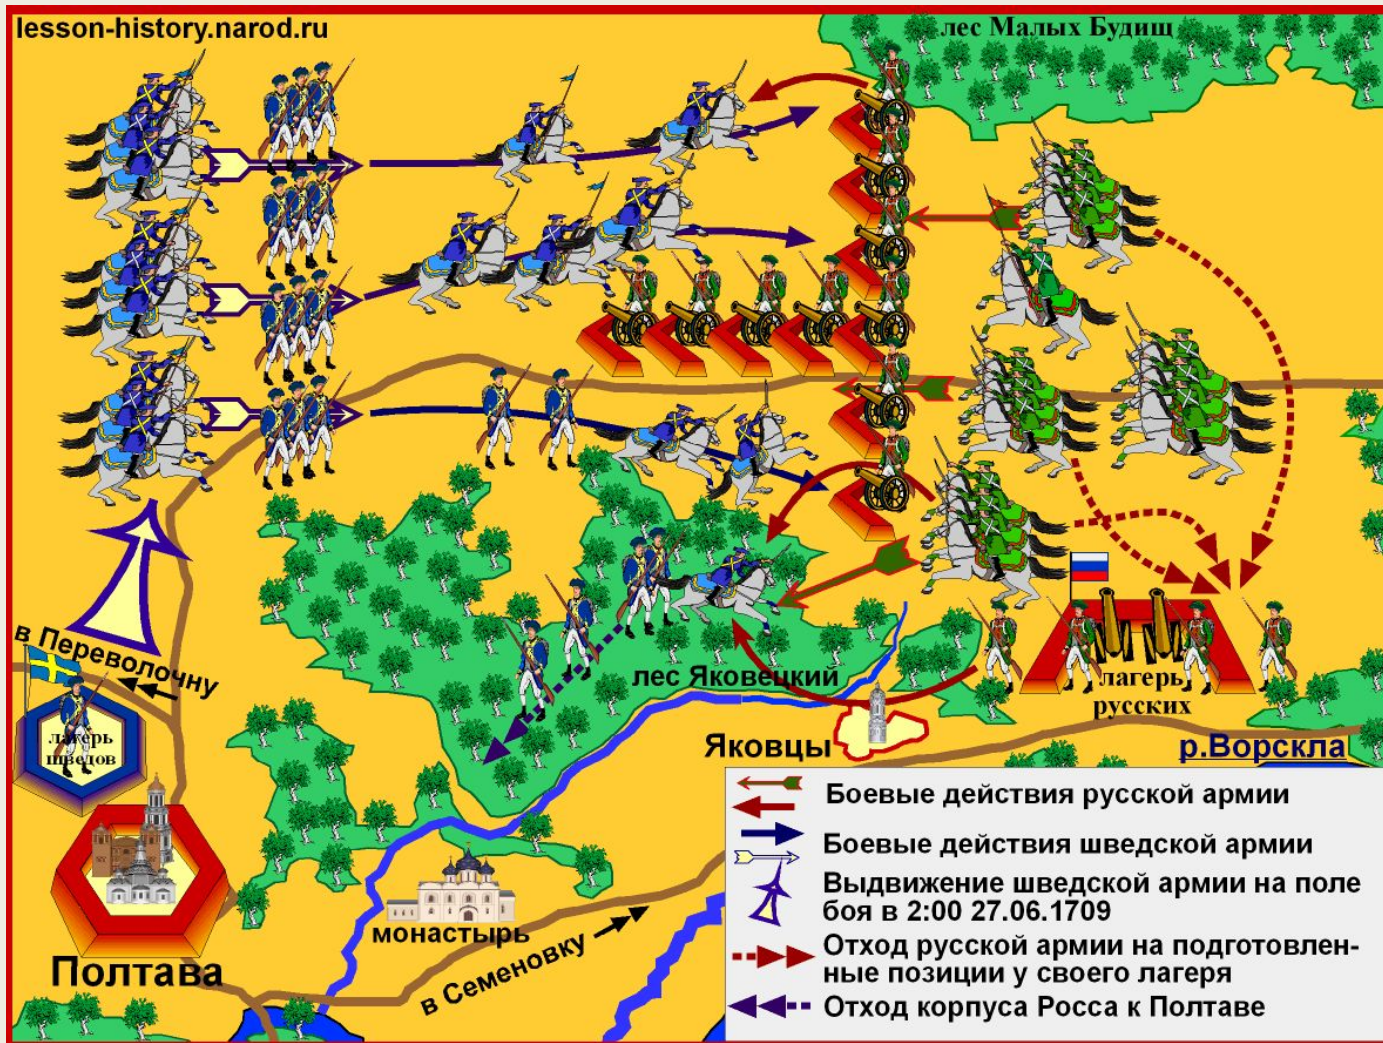 lesson-history.narod.ru
лес Малых Будищ
в Переволочну
лагерь
шведов
лес Яковецкий
лагерь
русских
Яковцы
р.Ворскла
Полтава
монастырь
в Семеновку
Боевые действия русской армии
Боевые действия шведской армии
Выдвижение шведской армии на поле
боя в 2:00 27.06.1709
Отход русской армии на подготовлен-
ные позиции у своего лагеря
Отход корпуса Росса к Полтаве